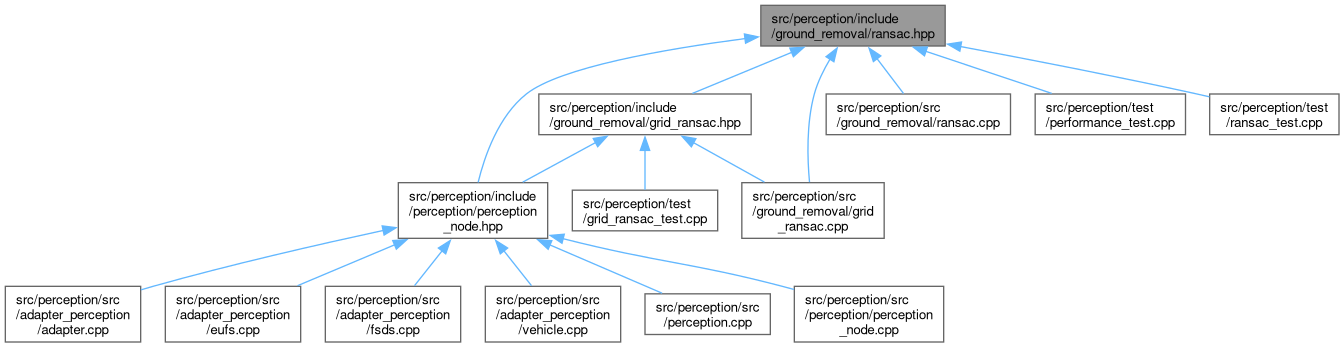 src/perception/include
/ground_removal/ransac.hpp
src/perception/include
/ground_removal/grid_ransac.hpp
src/perception/src
/ground_removal/ransac.cpp
src/perception/test
/performance_test.cpp
src/perception/test
/ransac_test.cpp
src/perception/include
/perception/perception
_node.hpp
src/perception/test
/grid_ransac_test.cpp
src/perception/src
/ground_removal/grid
_ransac.cpp
src/perception/src
/adapter_perception
/adapter.cpp
src/perception/src
/adapter_perception
/eufs.cpp
src/perception/src
/adapter_perception
/fsds.cpp
src/perception/src
/adapter_perception
/vehicle.cpp
src/perception/src
/perception.cpp
src/perception/src
/perception/perception
_node.cpp